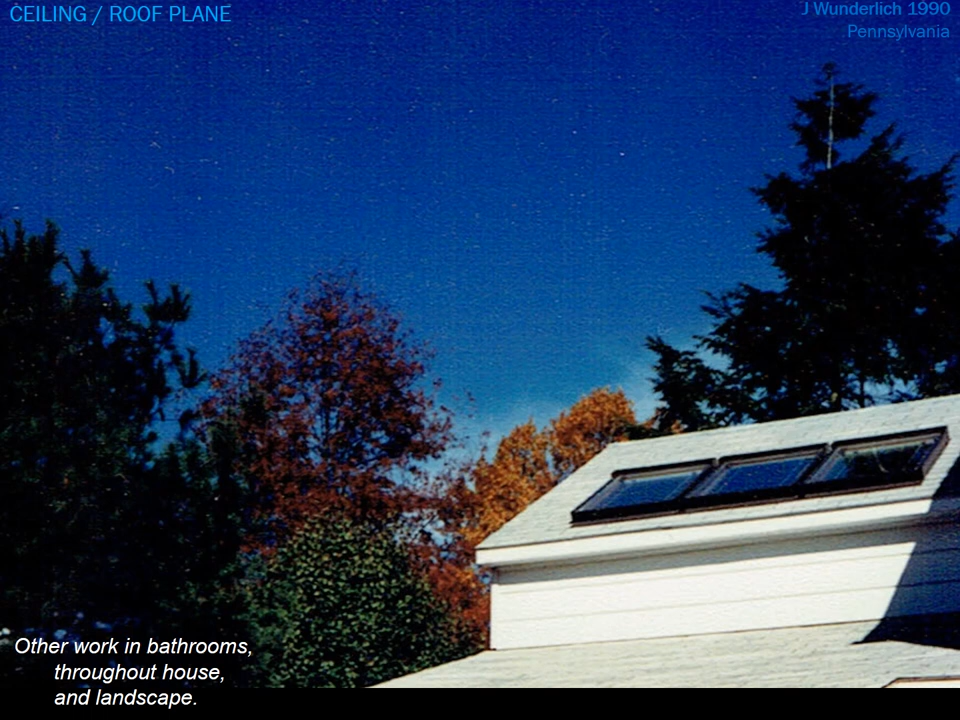 CEILING / ROOF PLANE
J Wunderlich 1990
Pennsylvania
Other work in bathrooms,
throughout house,
and landscape.